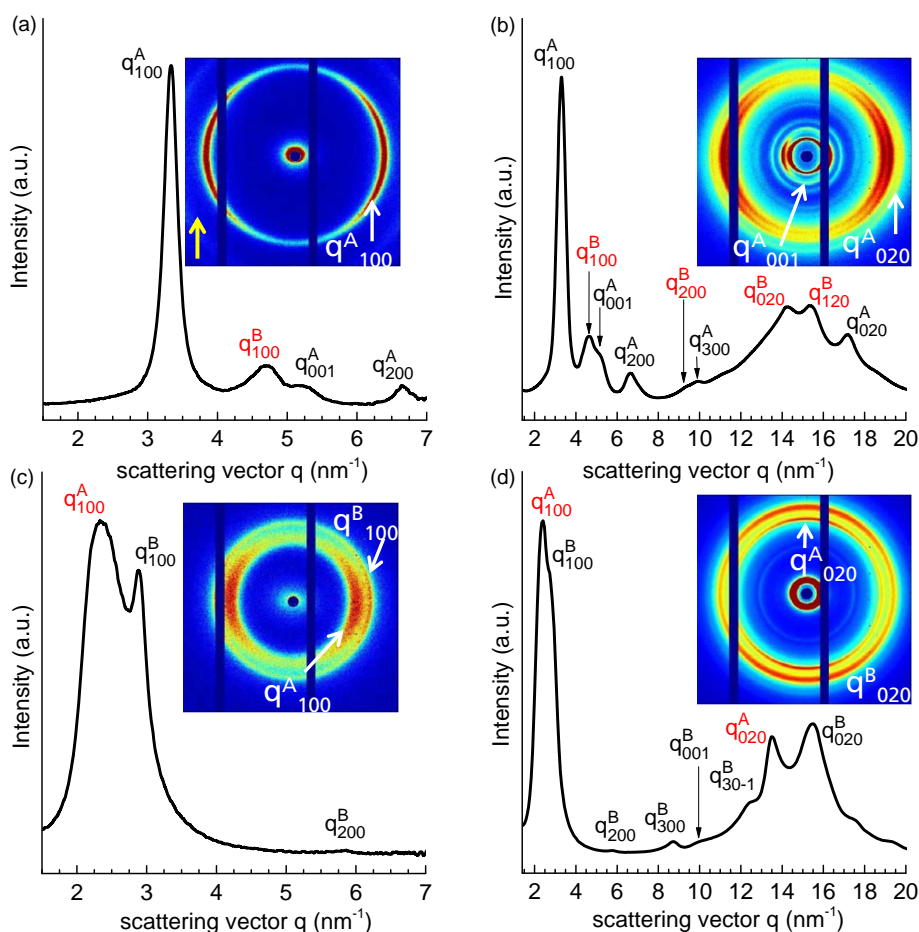 (a)
q^A_100
q^B_100
q^A_001
q^A_200
q^A_100
Intensity (a.u.)
2 3 4 5 6 7
scattering vector q (nm^-1)
(b)
q^A_100
q^B_100
q^A_001
q^A_200
q^B_200
q^A_300
q^B_020
q^B_120
q^A_020
q^A_001
q^A_020
Intensity (a.u.)
2 4 6 8 10 12 14 16 18 20
scattering vector q (nm^-1)
(c)
q^A_100
q^B_100
q^B_200
q^B_100
q^A_100
Intensity (a.u.)
2 3 4 5 6 7
scattering vector q (nm^-1)
(d)
q^A_100
q^B_100
q^B_200
q^B_300
q^B_001
q^B_30-1
q^A_020
q^B_020
q^A_020
q^B_020
Intensity (a.u.)
2 4 6 8 10 12 14 16 18 20
scattering vector q (nm^-1)